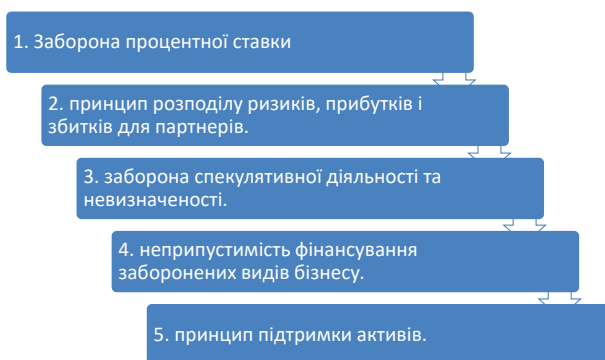 1. Заборона процентної ставки
2. принцип розподілу ризиків, прибутків і
збитків для партнерів.
3. заборона спекулятивної діяльності та
невизначеності.
4. неприпустимість фінансування
заборонених видів бізнесу.
5. принцип підтримки активів.